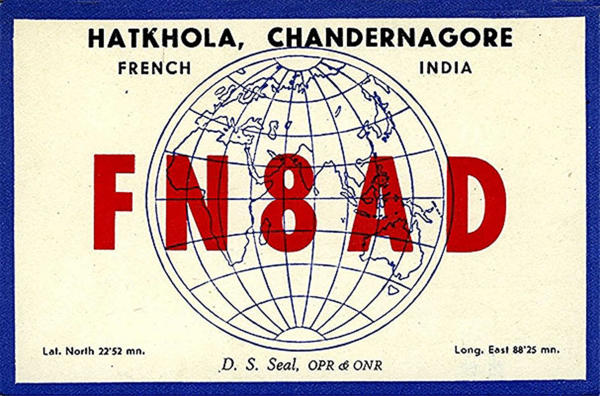 HATKHOLA, CHANDERNAGORE
FRENCH INDIA
FN8AD
Lat. North 22'52 mn.
Long. East 88'25 mn.
D. S. Seal, OPR & ONR